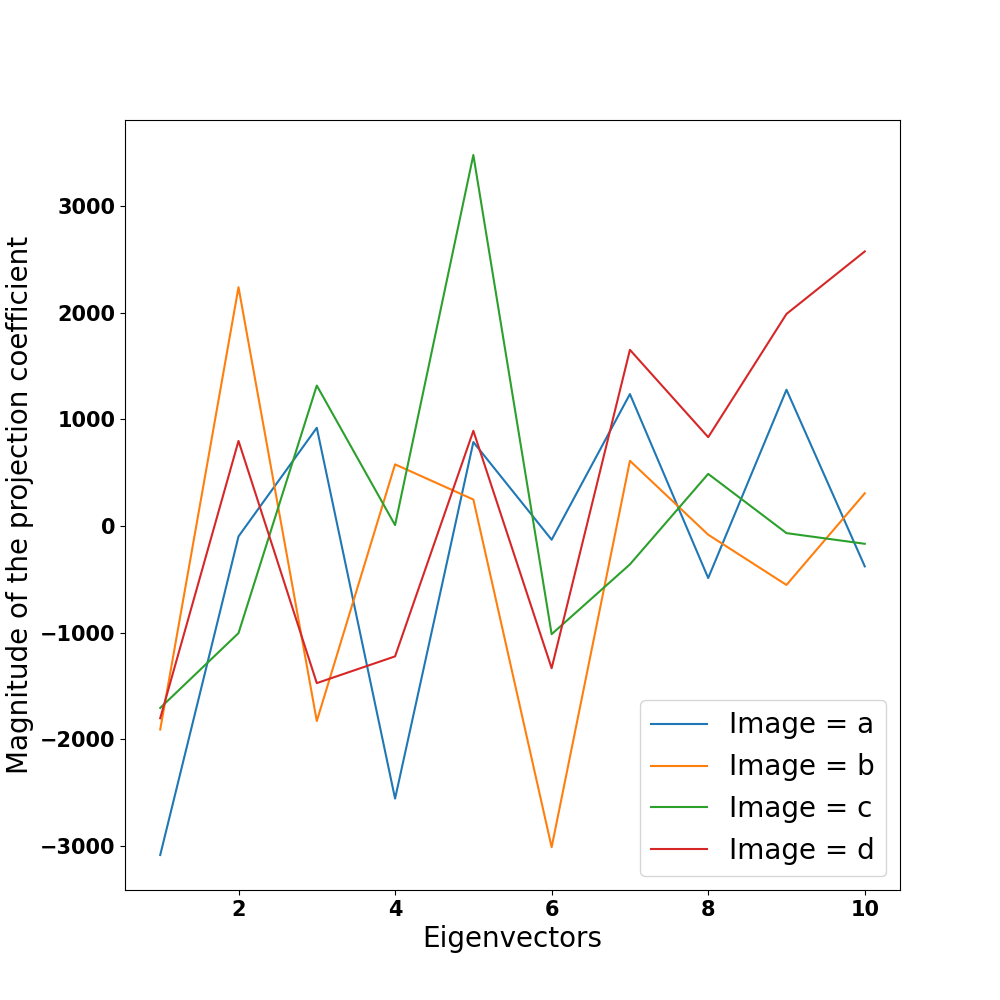 Magnitude of the projection coefficient
3000
2000
1000
0
−1000
−2000
−3000
2 4 6 8 10
Eigenvectors
Image = a
Image = b
Image = c
Image = d